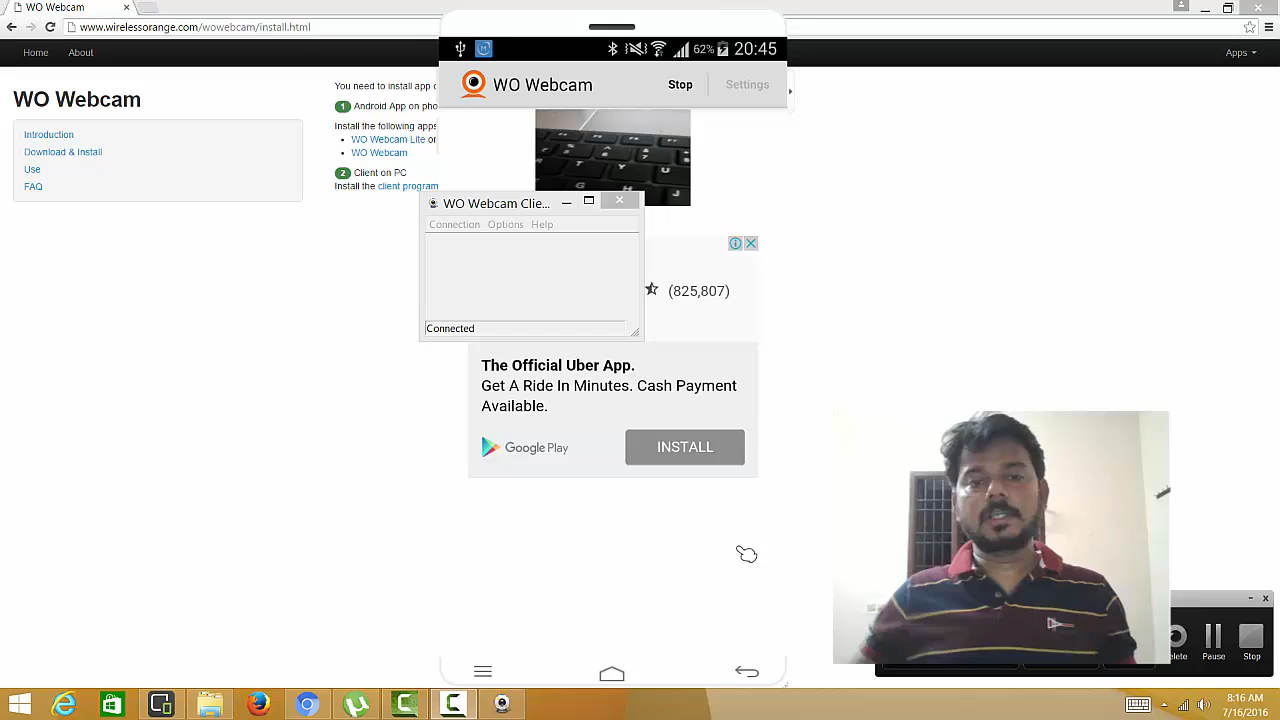 WO Webcam
www.wirelessorange.com/wowebcam/install.html
Home About
Apps
WO Webcam
Introduction
Download & Install
Use
FAQ
You need to install app o
1 Android App on pho
Install the following apps
WO Webcam Lite or
WO Webcam
2 Client on PC
Install the client program
62% 20:45
WO Webcam Stop Settings
WO Webcam Clie...
Connection Options Help
Connected
(825,807)
The Official Uber App.
Get A Ride In Minutes. Cash Payment
Available.
Google Play INSTALL
Pause Stop
8:16 AM
7/16/2016